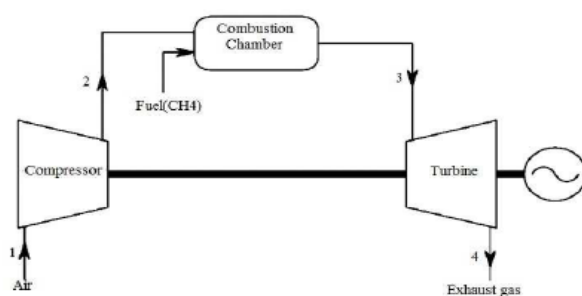 Combustion
Chamber
2
3
Fuel(CH4)
Compressor
Turbine
1
4
Air
Exhaust gas